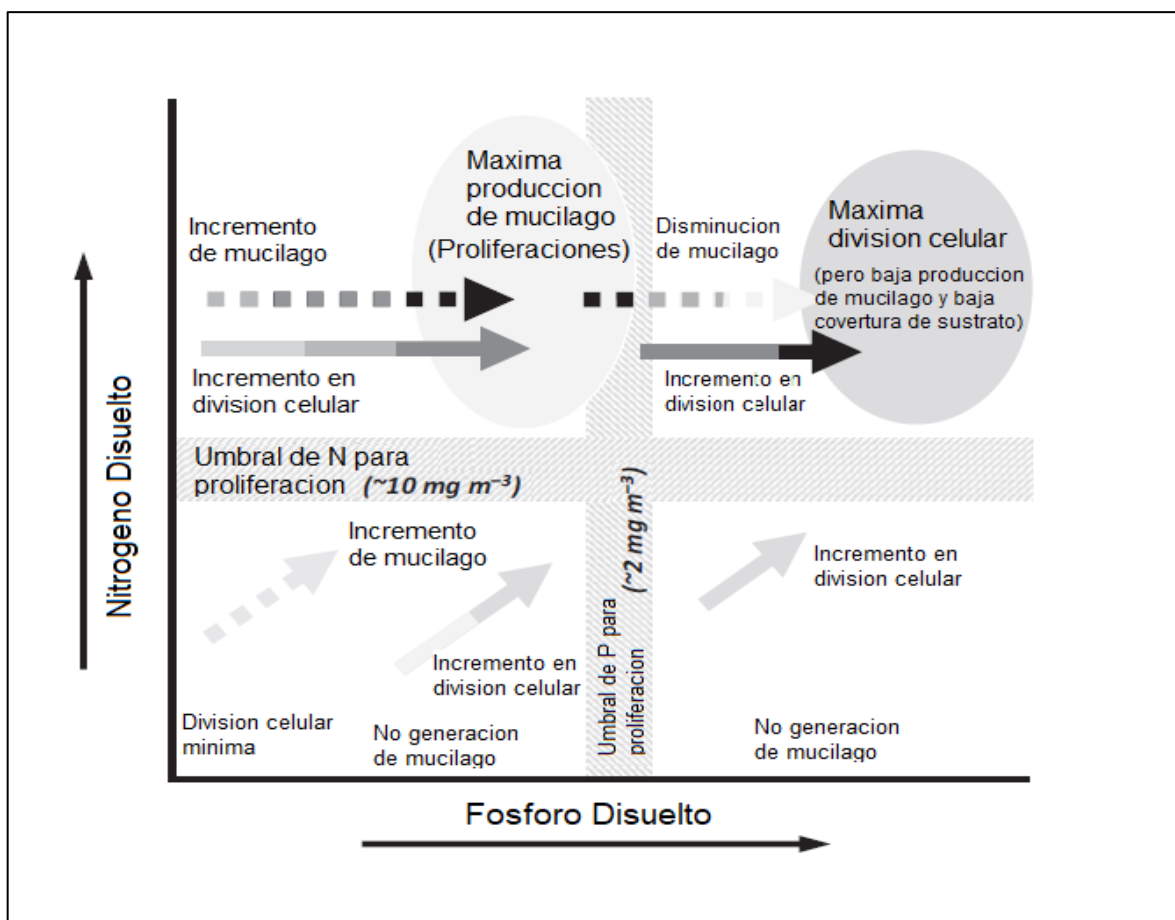 Maxima
produccion
de mucilago
(Proliferaciones)
Incremento
de mucilago
Disminucion
de mucilago
Maxima
division celular
(pero baja produccion
de mucilago y baja
covertura de sustrato)
Incremento en
division celular
Incremento en
division celular
Umbral de N para
proliferacion (~10 mg m⁻³)
Incremento
de mucilago
Incremento en
division celular
Incremento en
division celular
Division celular
minima
No generacion
de mucilago
No generacion
de mucilago
Umbral de P para
proliferacion (~2 mg m⁻³)
Nitrogeno Disuelto
Fosforo Disuelto